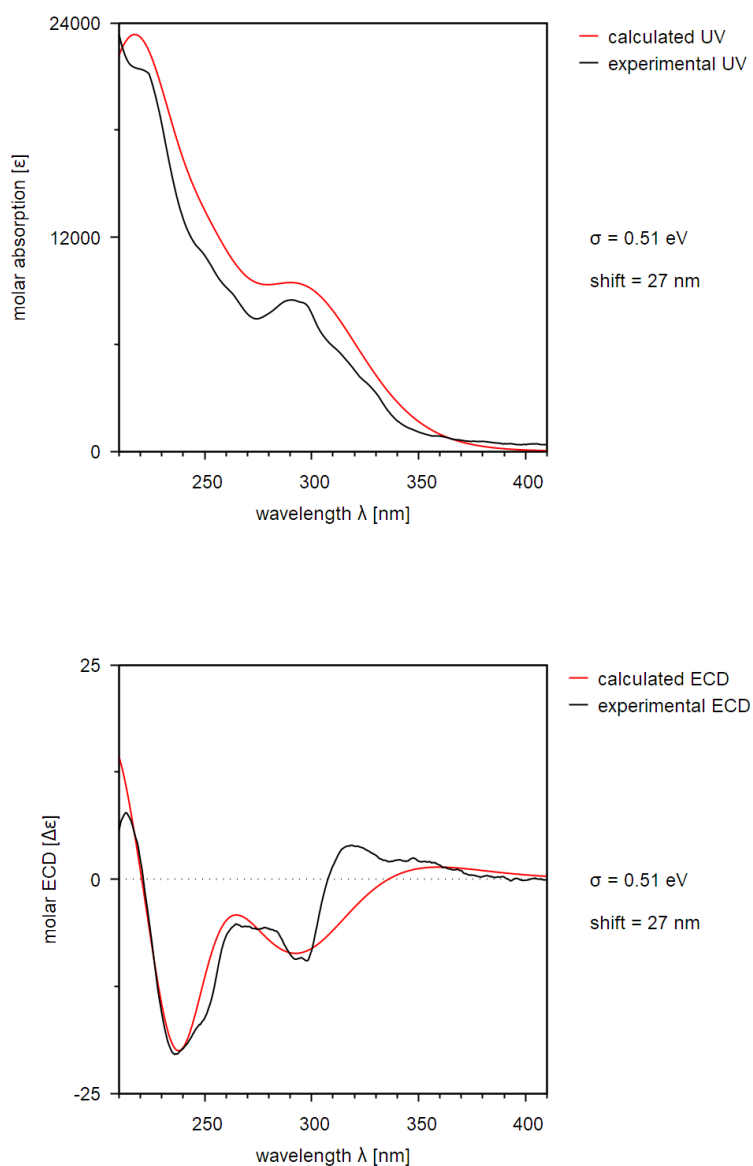 24000
calculated UV
experimental UV
molar absorption [ε]
12000
σ = 0.51 eV
shift = 27 nm
0
250 300 350 400
wavelength λ [nm]
25
calculated ECD
experimental ECD
molar ECD [Δε]
0
σ = 0.51 eV
shift = 27 nm
-25
250 300 350 400
wavelength λ [nm]